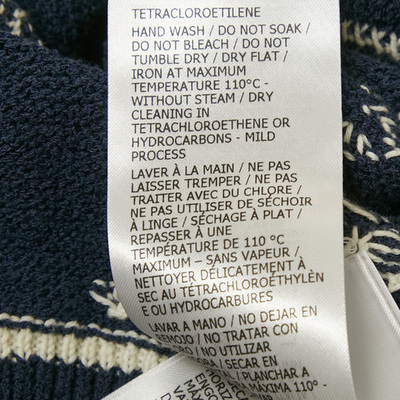 TETRACLOROETILENE
HAND WASH / DO NOT SOAK /
DO NOT BLEACH / DO NOT
TUMBLE DRY / DRY FLAT /
IRON AT MAXIMUM
TEMPERATURE 110°C -
WITHOUT STEAM / DRY
CLEANING IN
TETRACHLOROETHENE OR
HYDROCARBONS - MILD
PROCESS
LAVER À LA MAIN / NE PAS
LAISSER TREMPER / NE PAS
TRAITER AVEC DU CHLORE /
NE PAS UTILISER DE SÉCHOIR
À LINGE / SÉCHAGE À PLAT /
REPASSER À UNE
TEMPÉRATURE DE 110 °C
MAXIMUM – SANS VAPEUR /
NETTOYER DÉLICATEMENT À
SEC AU TÉTRACHLOROÉTHYLÈN
E OU HYDROCARBURES
LAVAR A MANO / NO DEJAR EN
REMOJO / NO TRATAR CON
NO UTILIZAR
SECAR EN
PLANCHAR A
MÁXIMA 110° -